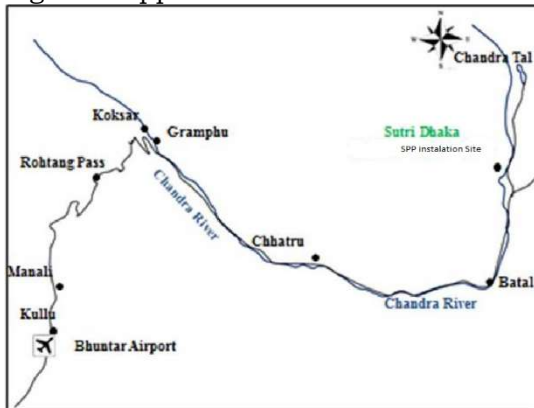 N
E
S
W
Chandra Tal
Koksar
Gramphu
Sutri Dhaka
SPP instalation Site
Rohtang Pass
Chandra River
Chhatru
Manali
Batal
Chandra River
Kullu
Bhuntar Airport